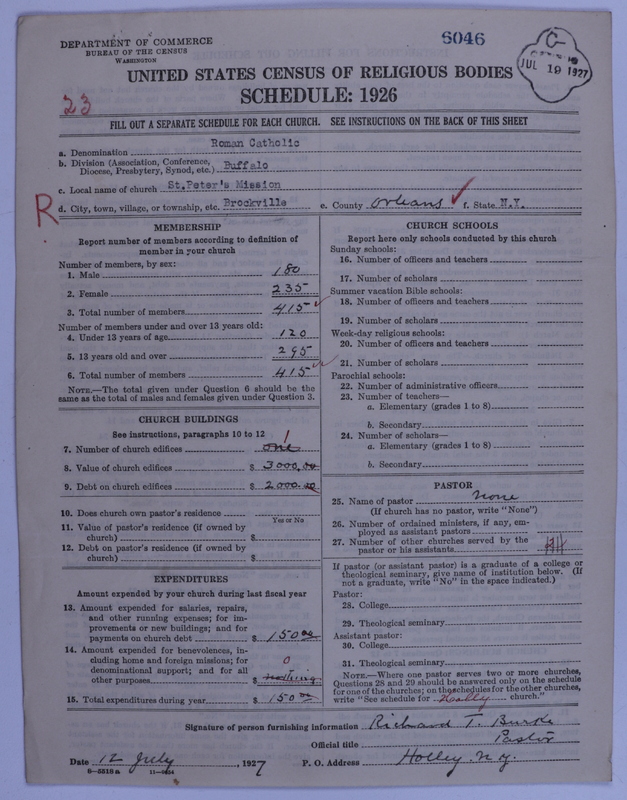 DEPARTMENT OF COMMERCE
BUREAU OF THE CENSUS
WASHINGTON
6046
JUL 19 1927
UNITED STATES CENSUS OF RELIGIOUS BODIES
SCHEDULE: 1926
23
FILL OUT A SEPARATE SCHEDULE FOR EACH CHURCH. SEE INSTRUCTIONS ON THE BACK OF THIS SHEET
a. Denomination Roman Catholic
b. Division (Association, Conference, Diocese, Presbytery, Synod, etc.) Buffalo
c. Local name of church St.Peter's Mission
R
d. City, town, village, or township, etc. Brockville e. County Orleans f. State N.Y.
MEMBERSHIP
Report number of members according to definition of
member in your church
Number of members, by sex:
1. Male 180
2. Female 235
3. Total number of members 415
Number of members under and over 13 years old:
4. Under 13 years of age 120
5. 13 years old and over 295
6. Total number of members 415
NOTE.—The total given under Question 6 should be the
same as the total of males and females given under Question 3.
CHURCH BUILDINGS
See instructions, paragraphs 10 to 12
7. Number of church edifices one 1
8. Value of church edifices $ 3000.00
9. Debt on church edifices $ 2000.00
10. Does church own pastor's residence
Yes or No
11. Value of pastor's residence (if owned by
church) $
12. Debt on pastor's residence (if owned by
church) $
EXPENDITURES
Amount expended by your church during last fiscal year
13. Amount expended for salaries, repairs,
and other running expenses; for im-
provements or new buildings; and for
payments on church debt $ 150 00
14. Amount expended for benevolences, in-
cluding home and foreign missions; for
denominational support; and for all
other purposes $ nothing 0
15. Total expenditures during year $ 150 00
CHURCH SCHOOLS
Report here only schools conducted by this church
Sunday schools:
16. Number of officers and teachers
17. Number of scholars
Summer vacation Bible schools:
18. Number of officers and teachers
19. Number of scholars
Week-day religious schools:
20. Number of officers and teachers
21. Number of scholars
Parochial schools:
22. Number of administrative officers
23. Number of teachers—
a. Elementary (grades 1 to 8)
b. Secondary
24. Number of scholars—
a. Elementary (grades 1 to 8)
b. Secondary
PASTOR
25. Name of pastor none
(If church has no pastor, write "None")
26. Number of ordained ministers, if any, em-
ployed as assistant pastors
27. Number of other churches served by the
pastor or his assistants
If pastor (or assistant pastor) is a graduate of a college or
theological seminary, give name of institution below. (If
not a graduate, write "No" in the space indicated.)
Pastor:
28. College
29. Theological seminary
Assistant pastor:
30. College
31. Theological seminary
NOTE.—Where one pastor serves two or more churches,
Questions 28 and 29 should be answered only on the schedule
for one of the churches; on the schedules for the other churches,
write "See schedule for Holly church."
Signature of person furnishing information Richard T. Burke
Official title Pastor
Date 12 July, 1927 P. O. Address Holley N.Y.
8-5518a 11-9024